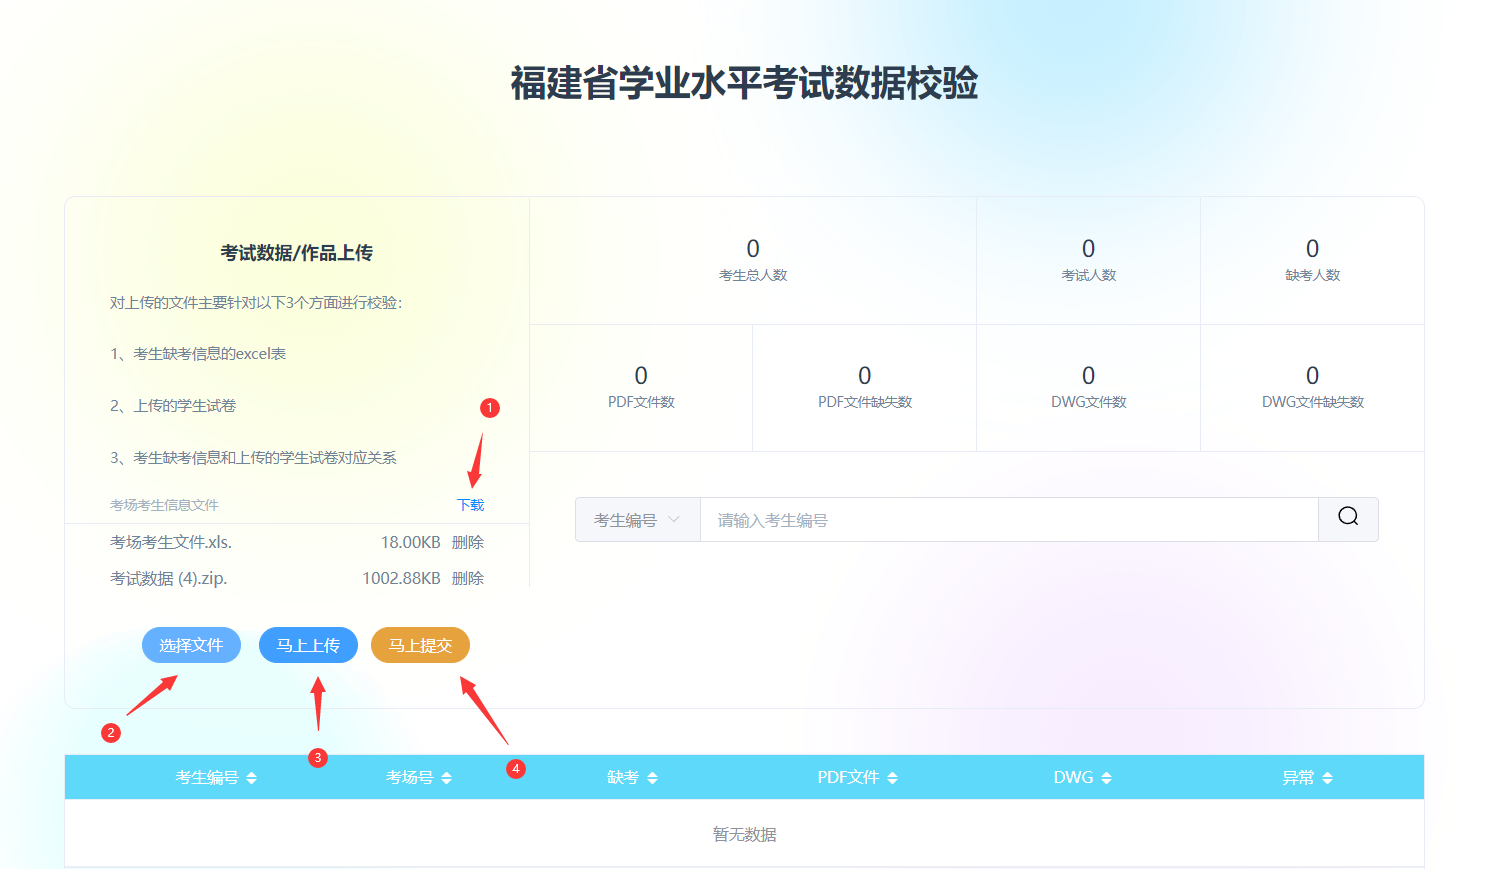 福建省学业水平考试数据校验
考试数据/作品上传
对上传的文件主要针对以下3个方面进行校验：
1、考生缺考信息的excel表
2、上传的学生试卷
1
3、考生缺考信息和上传的学生试卷对应关系
考场考生信息文件 下载
考场考生文件.xls. 18.00KB 删除
考试数据 (4).zip. 1002.88KB 删除
选择文件 马上上传 马上提交
2
3
4
0 0 0
考生总人数 考试人数 缺考人数
0 0 0 0
PDF文件数 PDF文件缺失数 DWG文件数 DWG文件缺失数
考生编号 请输入考生编号
考生编号 考场号 缺考 PDF文件 DWG 异常
暂无数据